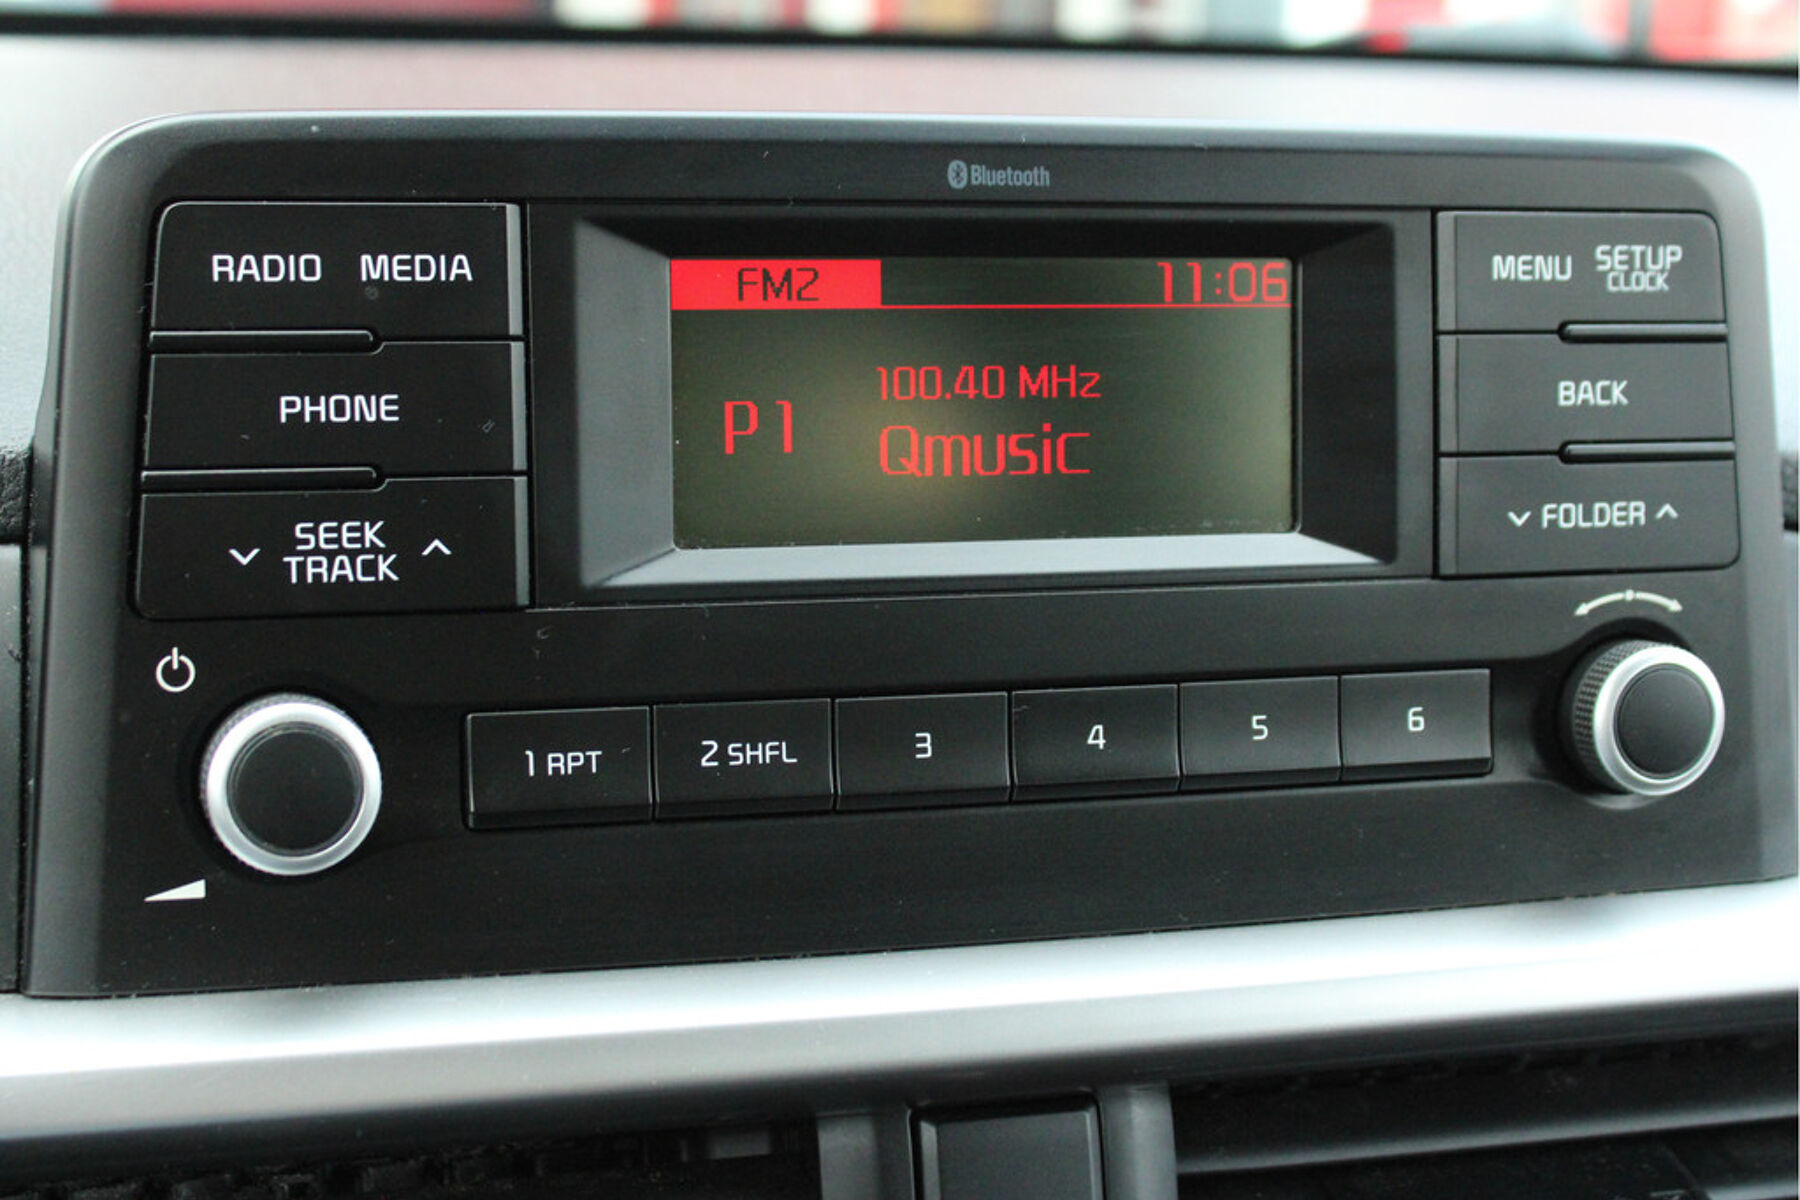 Bluetooth
RADIO MEDIA
PHONE
SEEK
TRACK
FM2 11:06
100.40 MHz
P1
Qmusic
MENU SETUP
CLOCK
BACK
FOLDER
1 RPT
2 SHFL
3
4
5
6